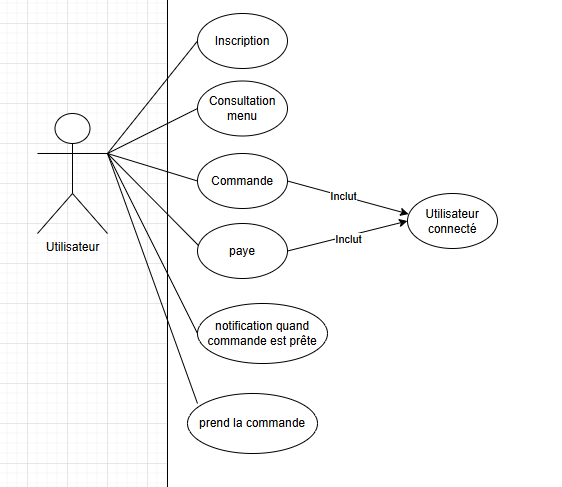 Inscription
Consultation
menu
Commande
Inclut
Utilisateur
connecté
Utilisateur
paye
Inclut
notification quand
commande est prête
prend la commande